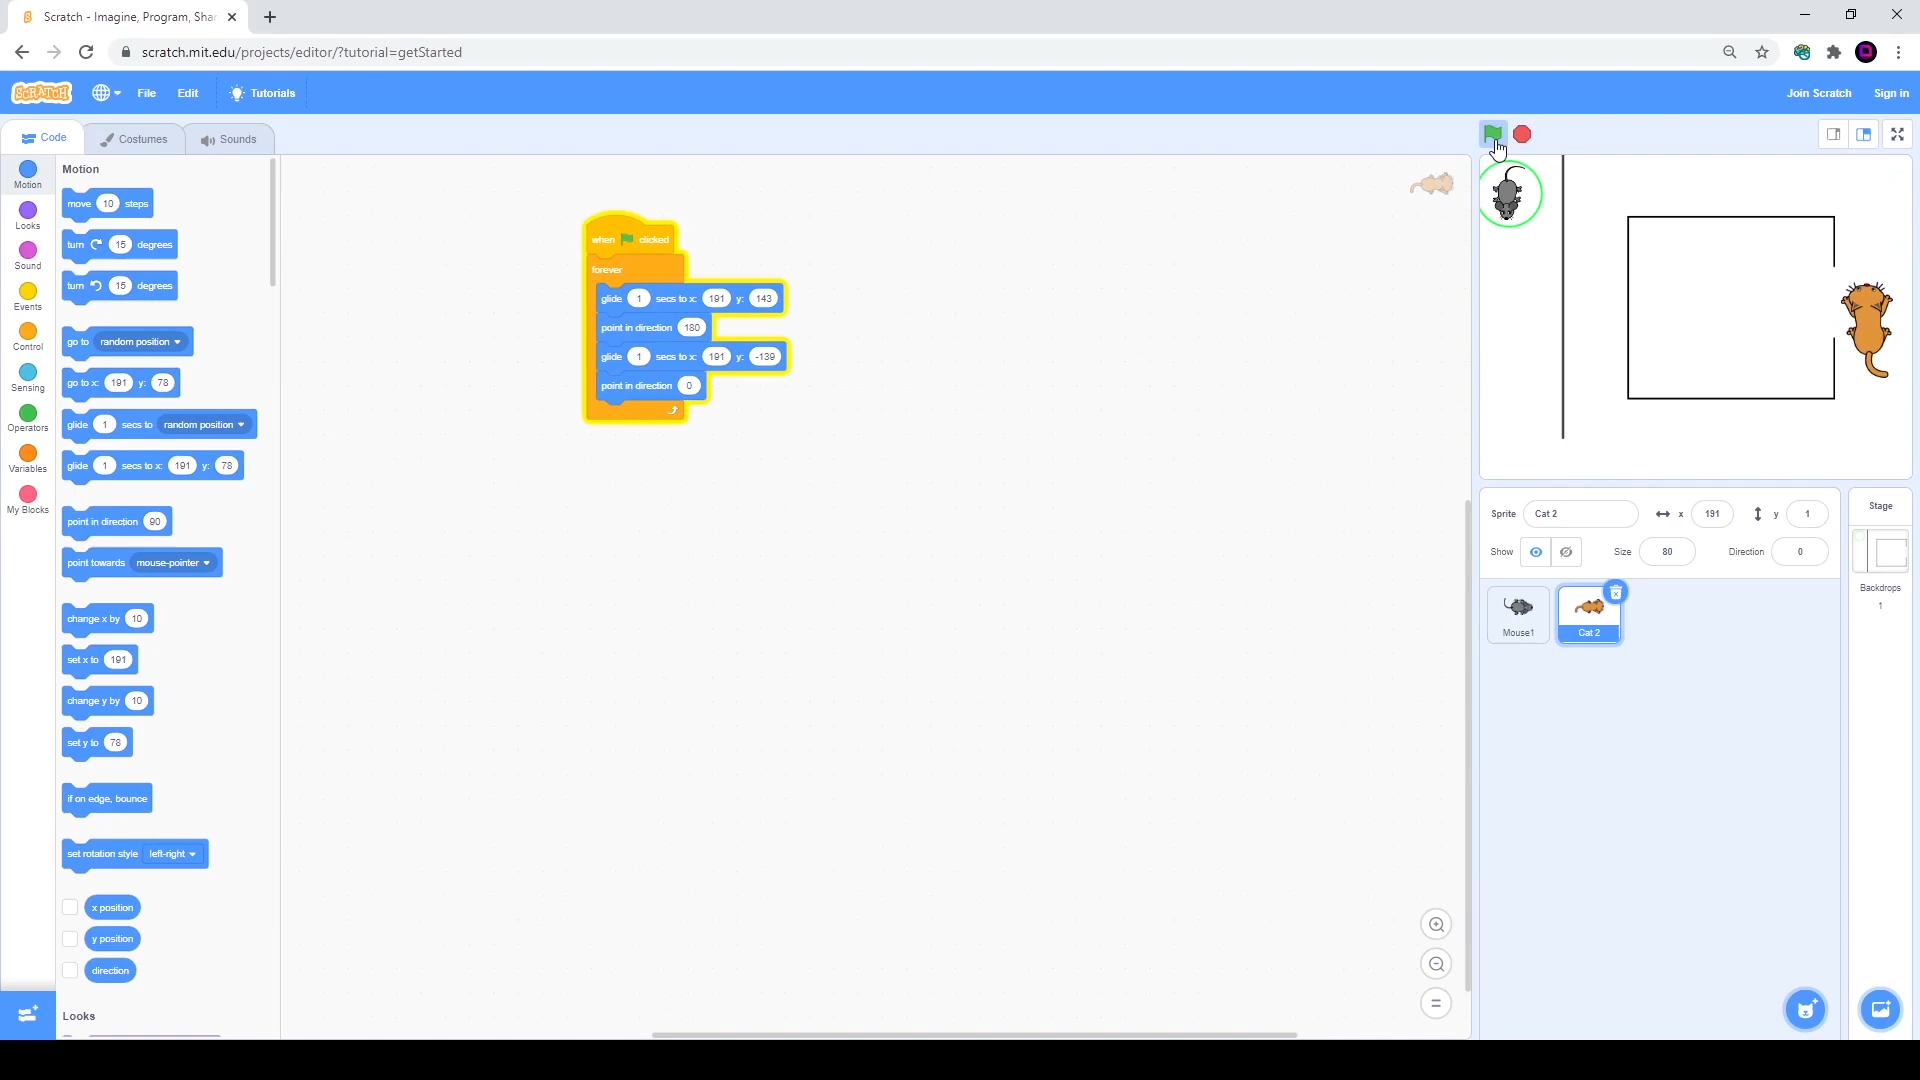 Scratch - Imagine, Program, Shar
scratch.mit.edu/projects/editor/?tutorial=getStarted
SCRATCH File Edit Tutorials Join Scratch Sign in
Code Costumes Sounds
Motion
Looks
Sound
Events
Control
Sensing
Operators
Variables
My Blocks
Motion
move 10 steps
turn 15 degrees
turn 15 degrees
go to random position
go to x: 191 y: 78
glide 1 secs to random position
glide 1 secs to x: 191 y: 78
point in direction 90
point towards mouse-pointer
change x by 10
set x to 191
change y by 10
set y to 78
if on edge, bounce
set rotation style left-right
x position
y position
direction
Looks
when clicked
forever
glide 1 secs to x: 191 y: 143
point in direction 180
glide 1 secs to x: 191 y: -139
point in direction 0
Sprite Cat 2 x 191 y 1
Show Size 80 Direction 0
Mouse1
Cat 2
Stage
Backdrops
1